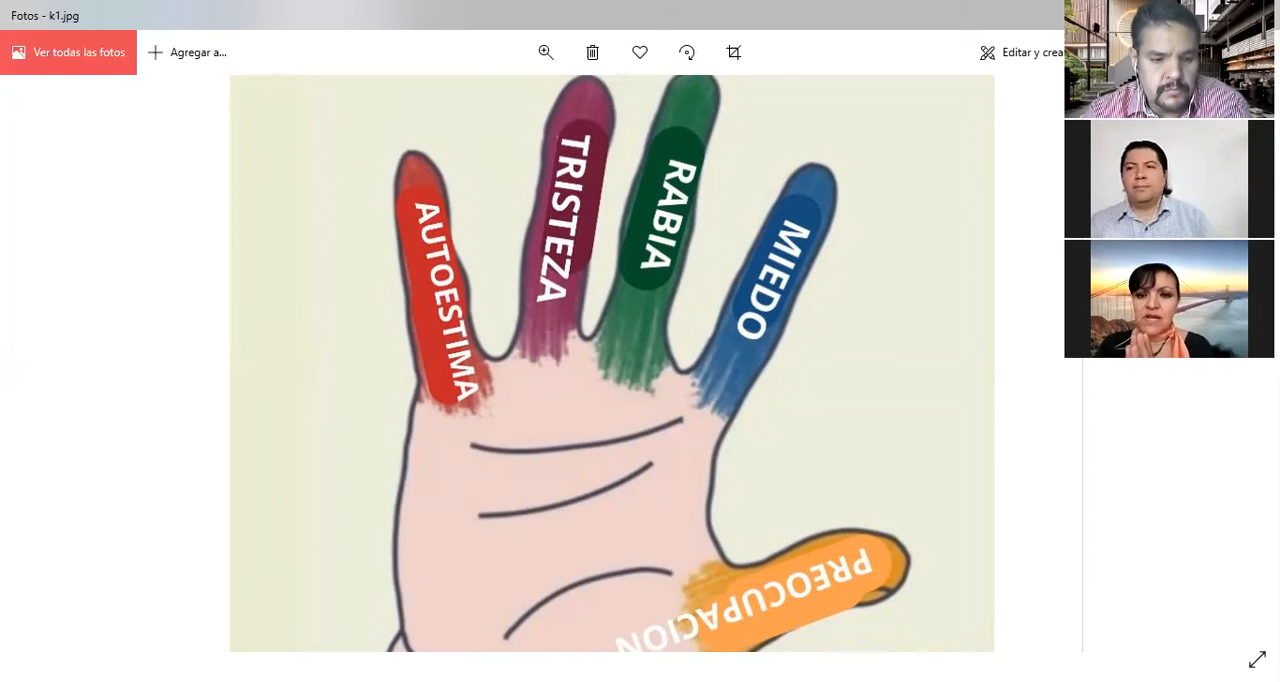 Fotos - k1.jpg
Ver todas las fotos
Agregar a...
Editar y crea
AUTOESTIMA
TRISTEZA
RABIA
MIEDO
PREOCUPACION